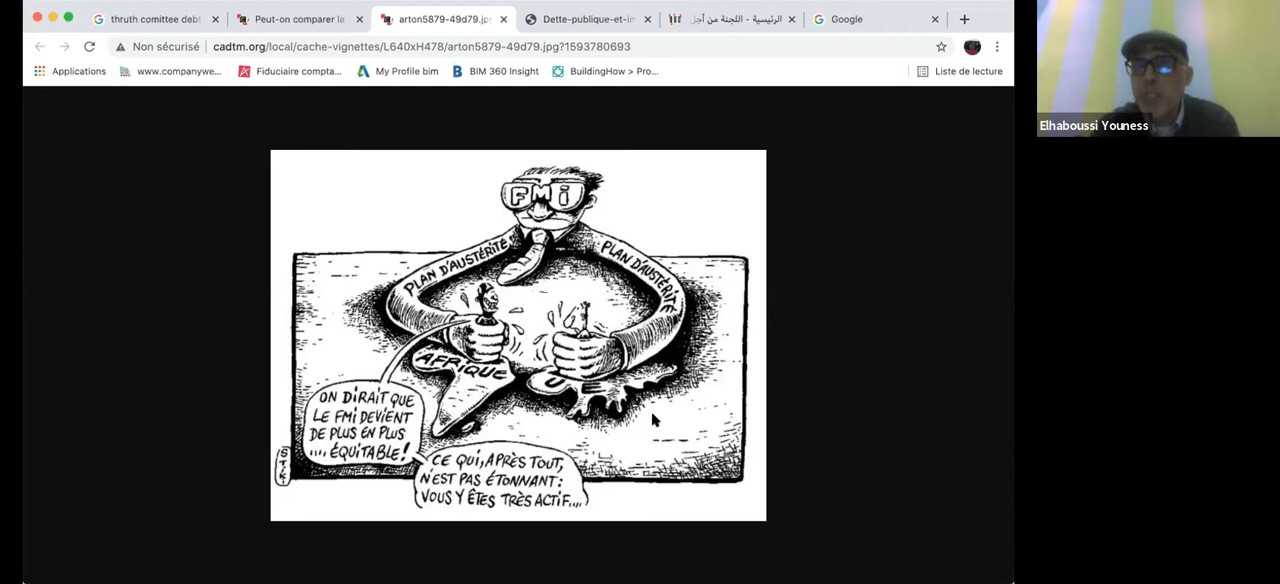 thruth comittee debt
Peut-on comparer la
arton5879-49d79.jp
Dette-publique-et-im
الرئيسية - اللجنة من أجل
Google
Non sécurisé
cadtm.org/local/cache-vignettes/L640xH478/arton5879-49d79.jpg?1593780693
Applications
www.companywe...
Fiduciaire compta...
My Profile bim
BIM 360 Insight
BuildingHow > Pro...
Liste de lecture
Elhaboussi Youness
FMi
PLAN D'AUSTÉRITÉ
PLAN D'AUSTÉRITÉ
AFRIQUE
UE
ON DIRAIT QUE
LE FMi DEVIENT
DE PLUS EN PLUS
.... ÉQUITABLE!
CE QUI, APRÈS TOUT,
N'EST PAS ÉTONNANT:
VOUS Y ÊTES TRÈS ACTIF....